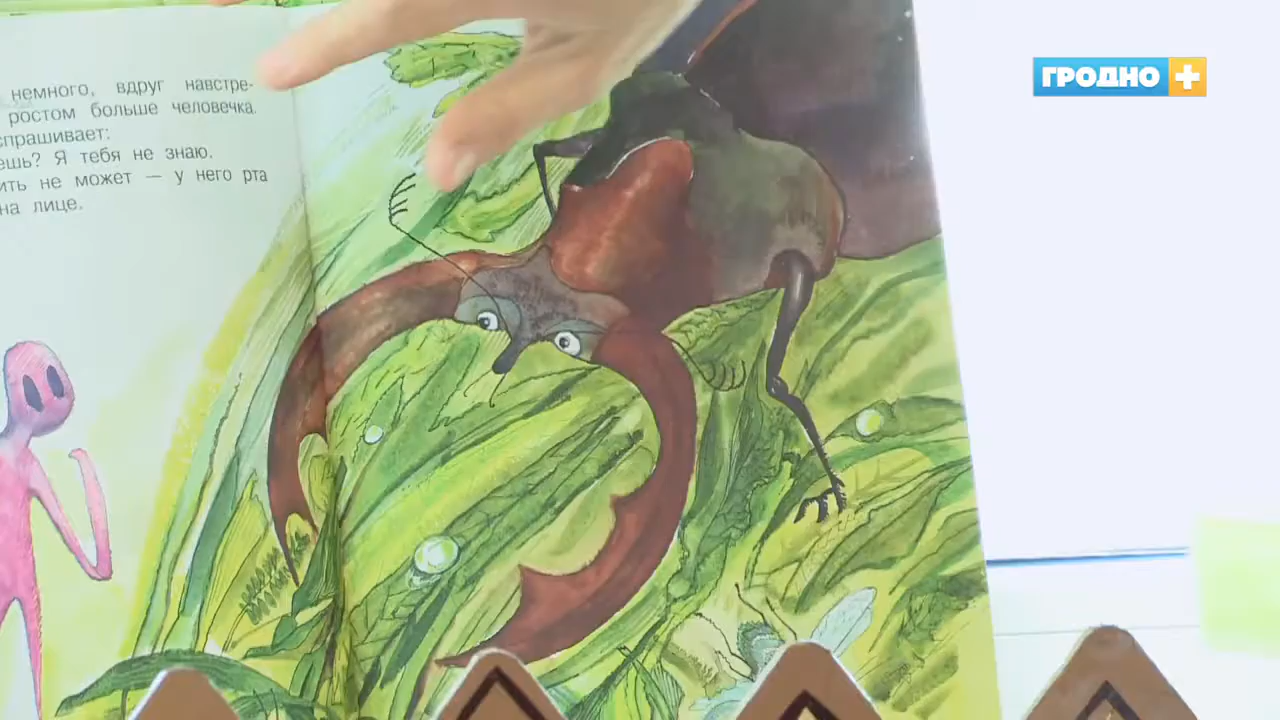 немного, вдруг навстре-
ростом больше человечка.
спрашивает:
ешь? Я тебя не знаю.
ить не может — у него рта
на лице.
ГРОДНО +